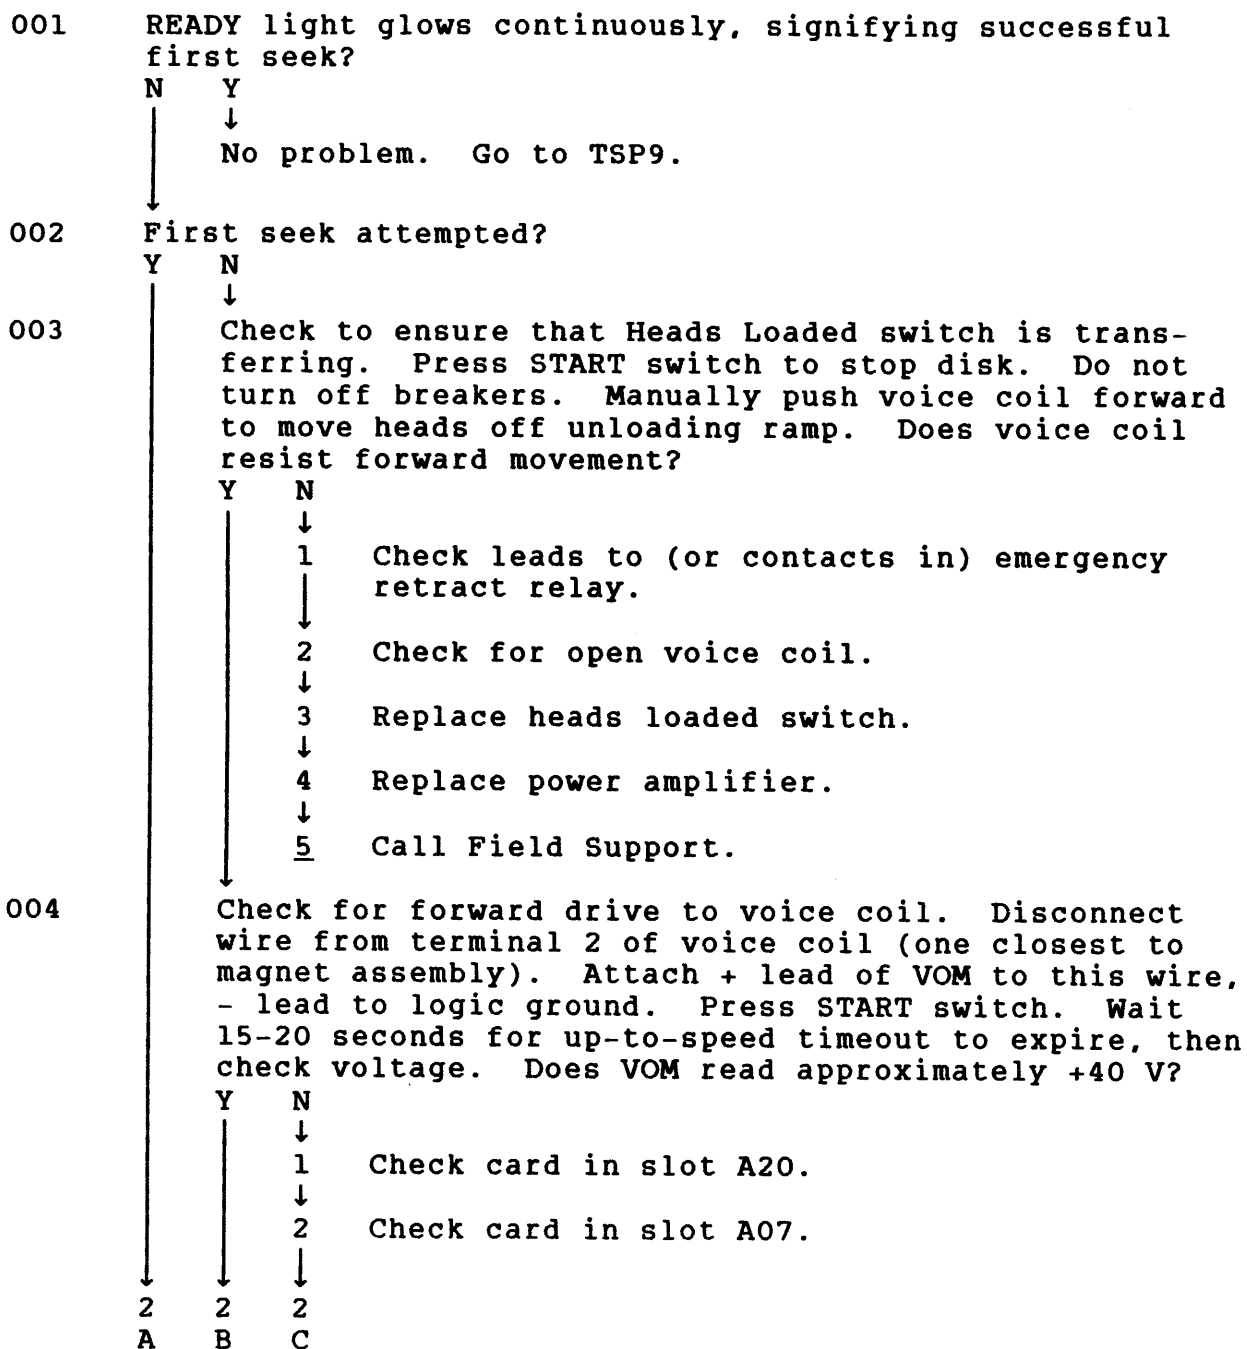 001 READY light glows continuously, signifying successful
first seek?
N Y
↓
No problem. Go to TSP9.
↓
002 First seek attempted?
Y N
↓
003 Check to ensure that Heads Loaded switch is trans-
ferring. Press START switch to stop disk. Do not
turn off breakers. Manually push voice coil forward
to move heads off unloading ramp. Does voice coil
resist forward movement?
Y N
↓
1 Check leads to (or contacts in) emergency
retract relay.
↓
2 Check for open voice coil.
↓
3 Replace heads loaded switch.
↓
4 Replace power amplifier.
↓
5 Call Field Support.
↓
004 Check for forward drive to voice coil. Disconnect
wire from terminal 2 of voice coil (one closest to
magnet assembly). Attach + lead of VOM to this wire,
- lead to logic ground. Press START switch. Wait
15-20 seconds for up-to-speed timeout to expire, then
check voltage. Does VOM read approximately +40 V?
Y N
↓
1 Check card in slot A20.
↓
2 Check card in slot A07.
↓ ↓ ↓
2 2 2
A B C